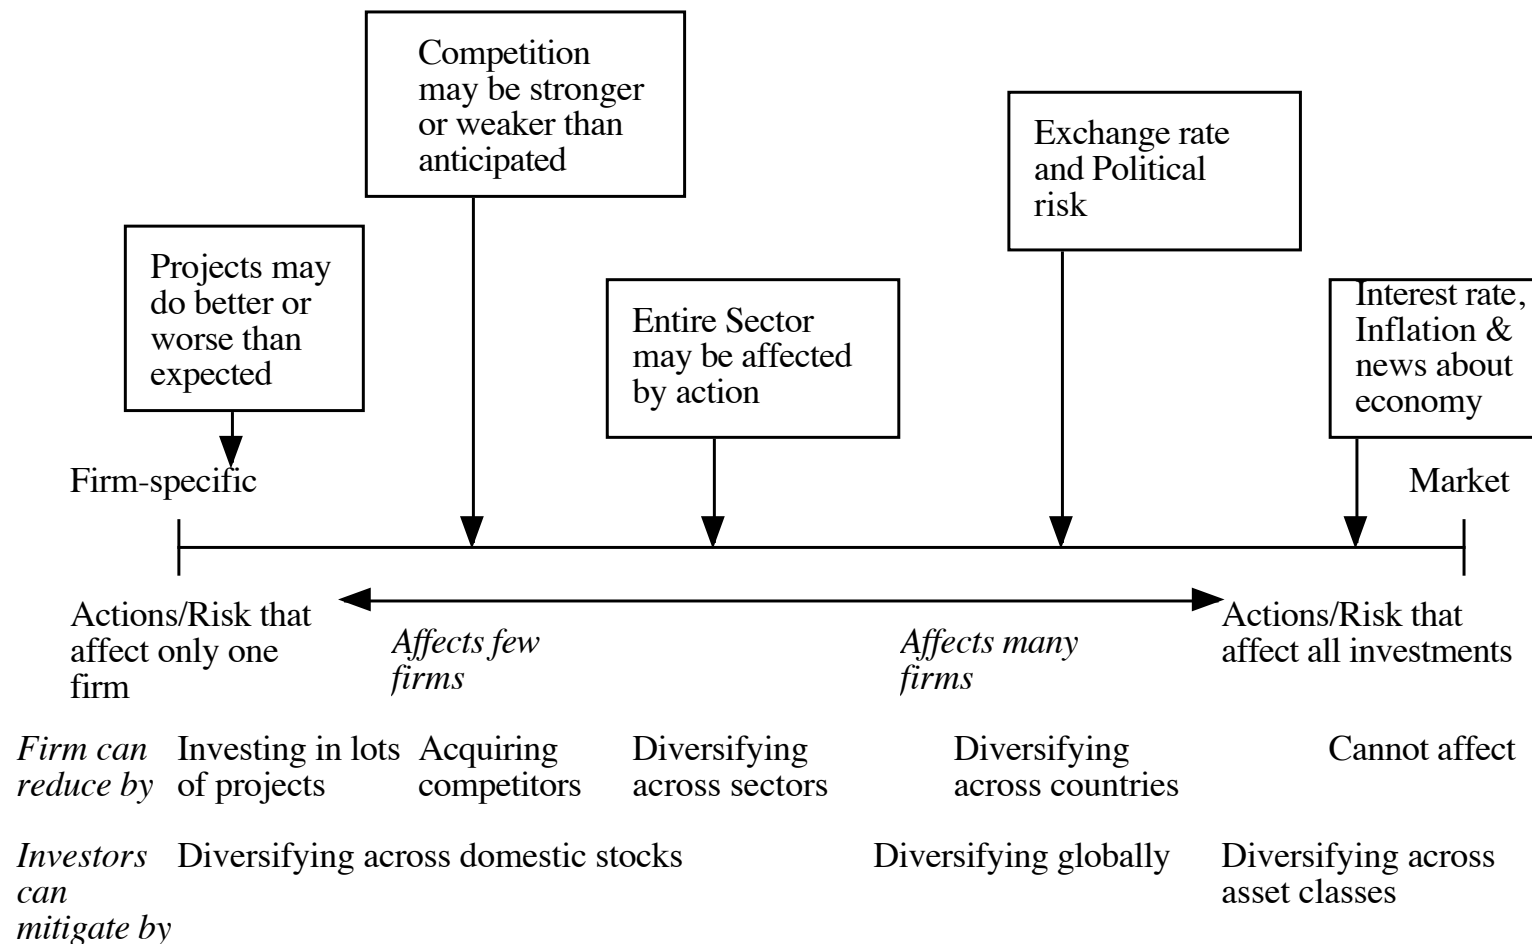 Competition
may be stronger
or weaker than
anticipated
Exchange rate
and Political
risk
Projects may
do better or
worse than
expected
Entire Sector
may be affected
by action
Interest rate,
Inflation &
news about
economy
Firm-specific
Market
Actions/Risk that
affect only one
firm
Affects few
firms
Affects many
firms
Actions/Risk that
affect all investments
Firm can
reduce by
Investing in lots
of projects
Acquiring
competitors
Diversifying
across sectors
Diversifying
across countries
Cannot affect
Investors
can
mitigate by
Diversifying across domestic stocks
Diversifying globally
Diversifying across
asset classes